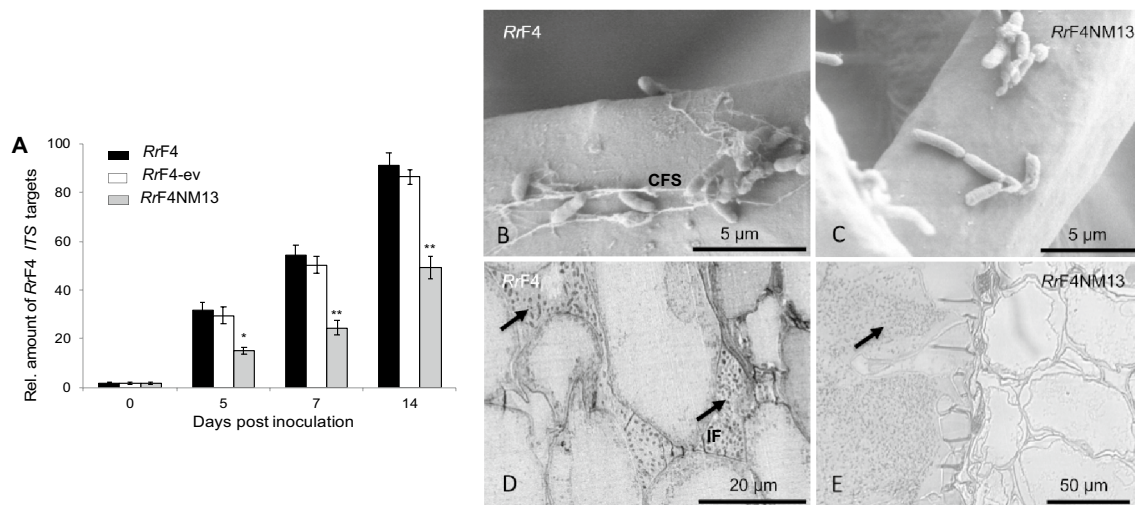 A
RrF4
RrF4-ev
RrF4NM13
Rel. amount of RrF4 ITS targets
100
80
60
40
20
0
*
**
**
0 5 7 14
Days post inoculation
RrF4
CFS
B
5 µm
RrF4NM13
C
5 µm
RrF4
IF
D
20 µm
RrF4NM13
E
50 µm